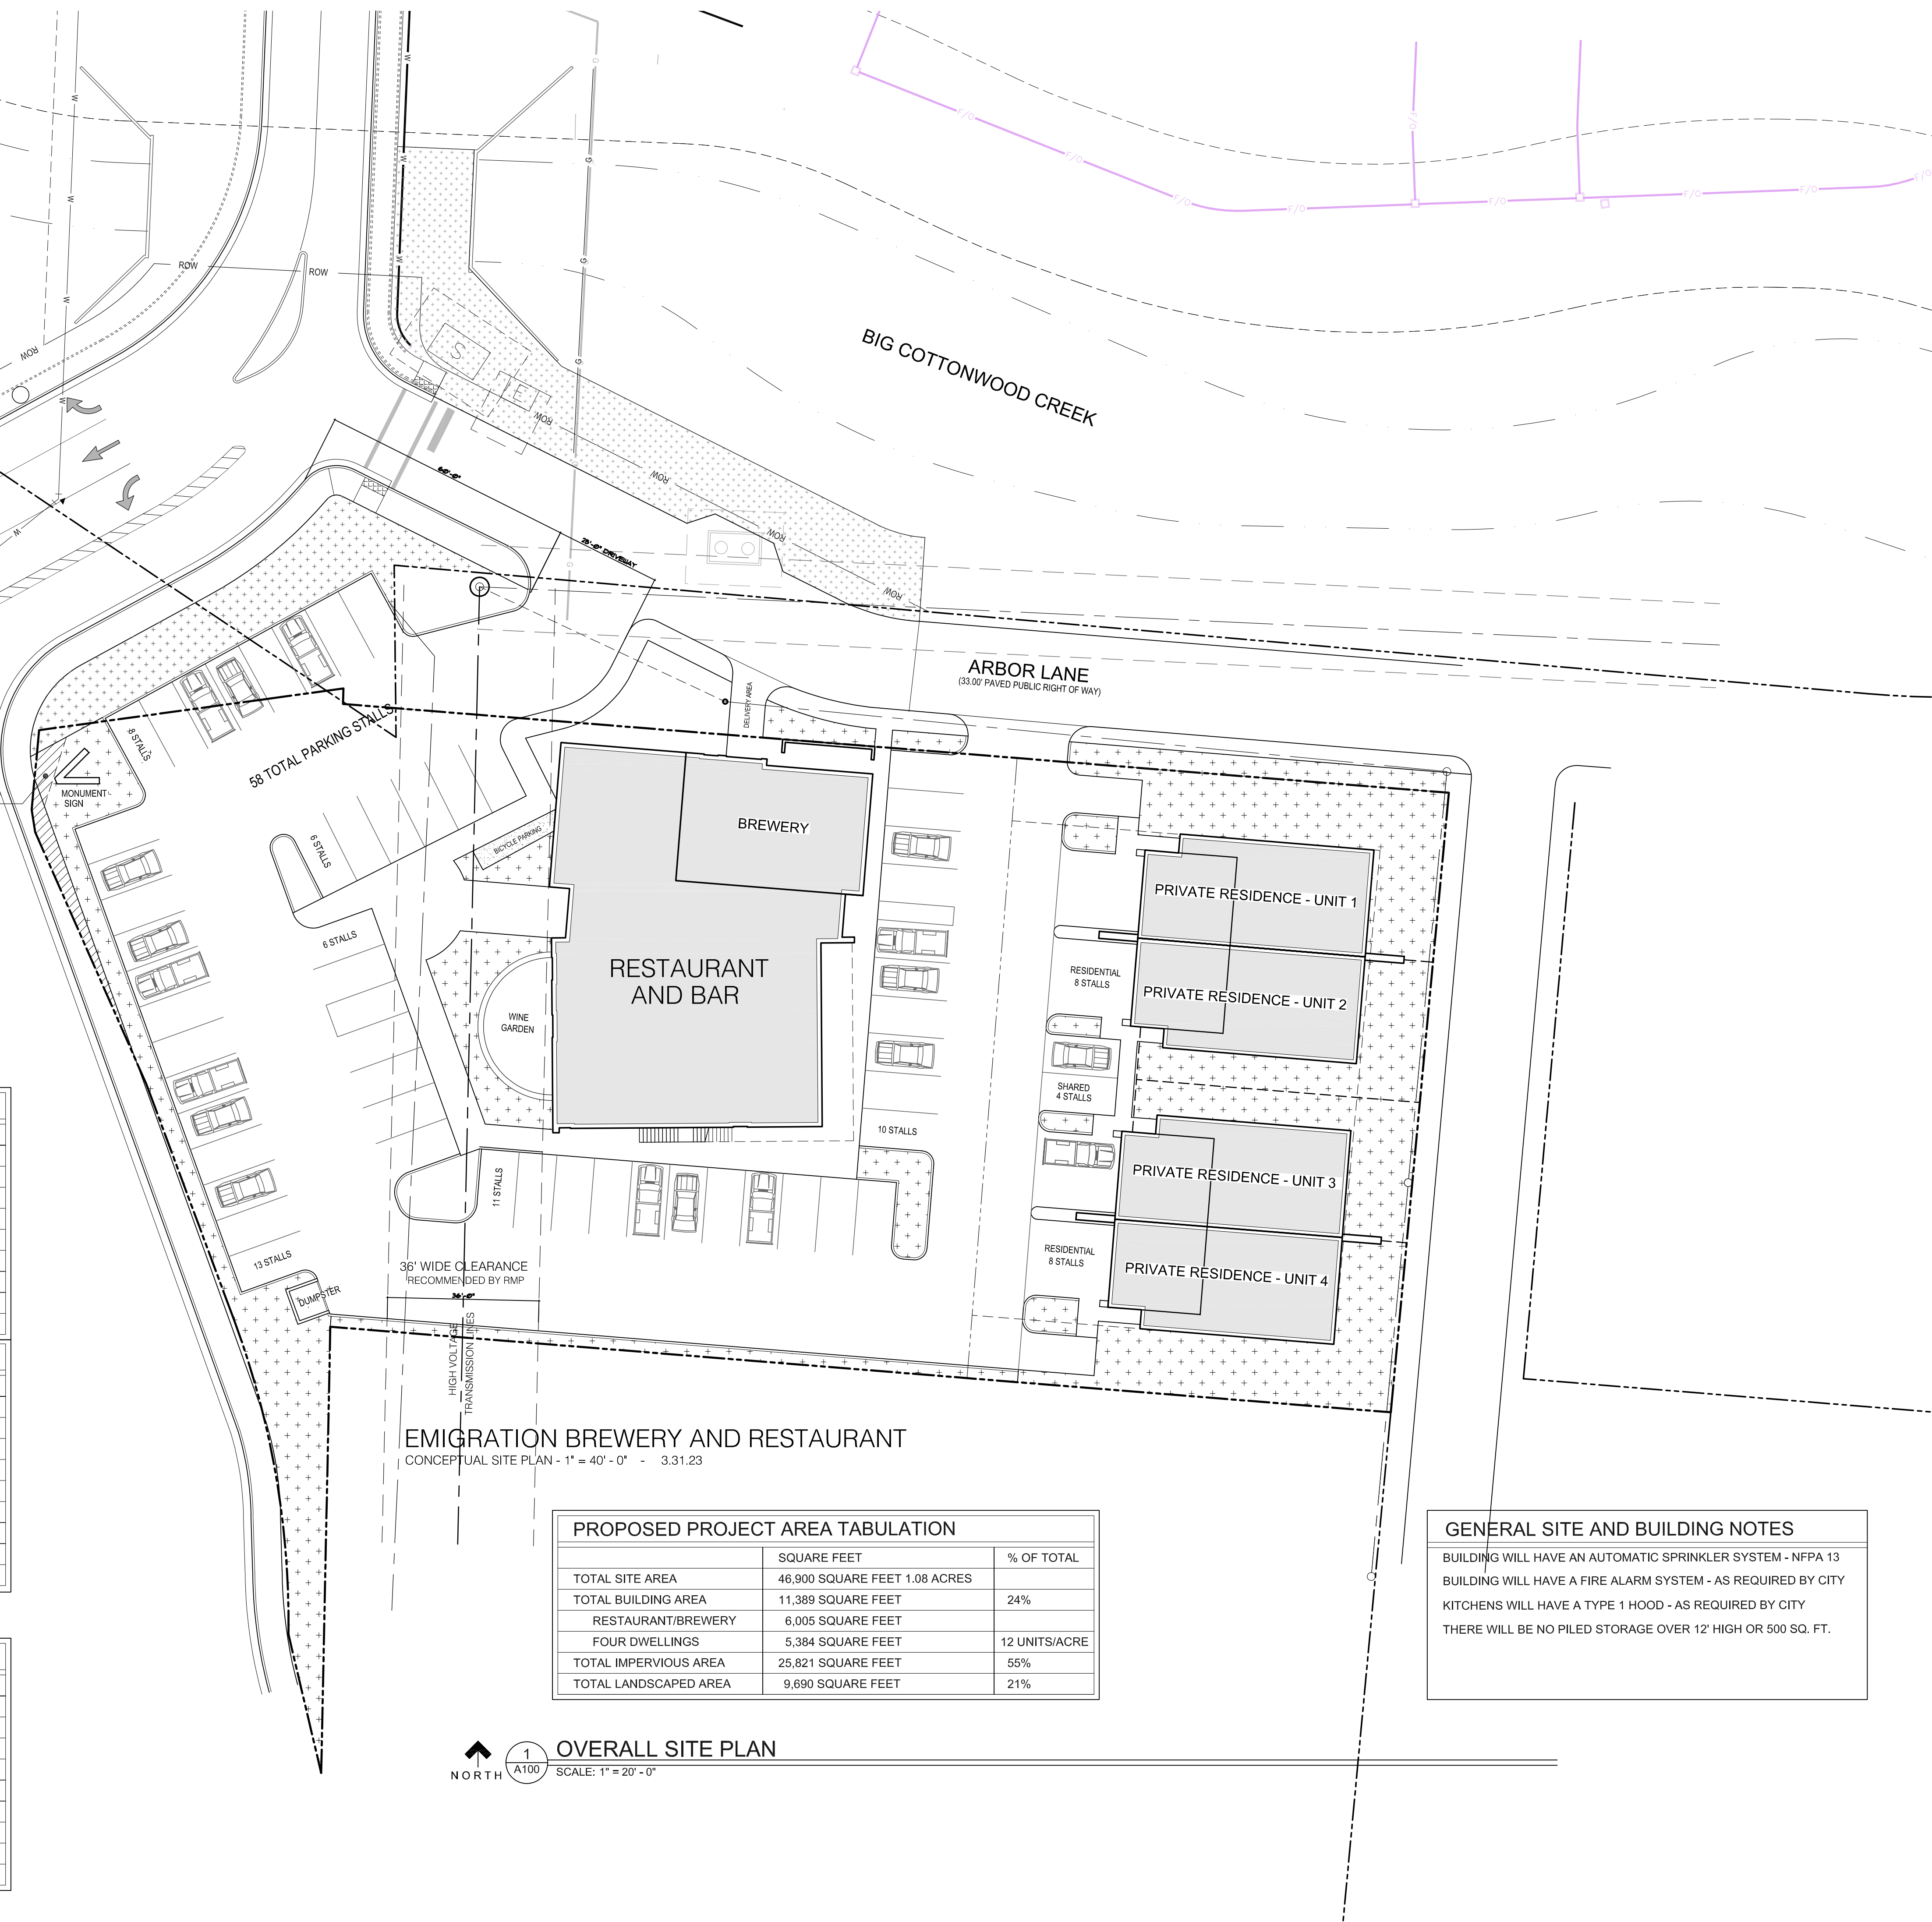 W
W
W
W
W
W
W
W
W
G
G
G
G
G
G
F/O
F/O
F/O
F/O
F/O
F/O
F/O
F/O
F/O
ROW
ROW
ROW
S
E
ROW
ROW
ROW
ROW
BIG COTTONWOOD CREEK
60'-0"
25'-0" DRIVEWAY
ARBOR LANE
(33.00' PAVED PUBLIC RIGHT OF WAY)
DELIVERY AREA
8 STALLS
58 TOTAL PARKING STALLS
MONUMENT
SIGN
6 STALLS
BICYCLE PARKING
BREWERY
6 STALLS
RESTAURANT
AND BAR
WINE
GARDEN
PRIVATE RESIDENCE - UNIT 1
RESIDENTIAL
8 STALLS
PRIVATE RESIDENCE - UNIT 2
SHARED
4 STALLS
10 STALLS
PRIVATE RESIDENCE - UNIT 3
11 STALLS
RESIDENTIAL
8 STALLS
PRIVATE RESIDENCE - UNIT 4
13 STALLS
DUMPSTER
36' WIDE CLEARANCE
RECOMMENDED BY RMP
36'-0"
HIGH VOLTAGE
TRANSMISSION LINES
EMIGRATION BREWERY AND RESTAURANT
CONCEPTUAL SITE PLAN - 1" = 40' - 0" - 3.31.23
PROPOSED PROJECT AREA TABULATION
SQUARE FEET % OF TOTAL
TOTAL SITE AREA 46,900 SQUARE FEET 1.08 ACRES
TOTAL BUILDING AREA 11,389 SQUARE FEET 24%
RESTAURANT/BREWERY 6,005 SQUARE FEET
FOUR DWELLINGS 5,384 SQUARE FEET 12 UNITS/ACRE
TOTAL IMPERVIOUS AREA 25,821 SQUARE FEET 55%
TOTAL LANDSCAPED AREA 9,690 SQUARE FEET 21%
GENERAL SITE AND BUILDING NOTES
BUILDING WILL HAVE AN AUTOMATIC SPRINKLER SYSTEM - NFPA 13
BUILDING WILL HAVE A FIRE ALARM SYSTEM - AS REQUIRED BY CITY
KITCHENS WILL HAVE A TYPE 1 HOOD - AS REQUIRED BY CITY
THERE WILL BE NO PILED STORAGE OVER 12' HIGH OR 500 SQ. FT.
NORTH
1
A100
OVERALL SITE PLAN
SCALE: 1" = 20' - 0"